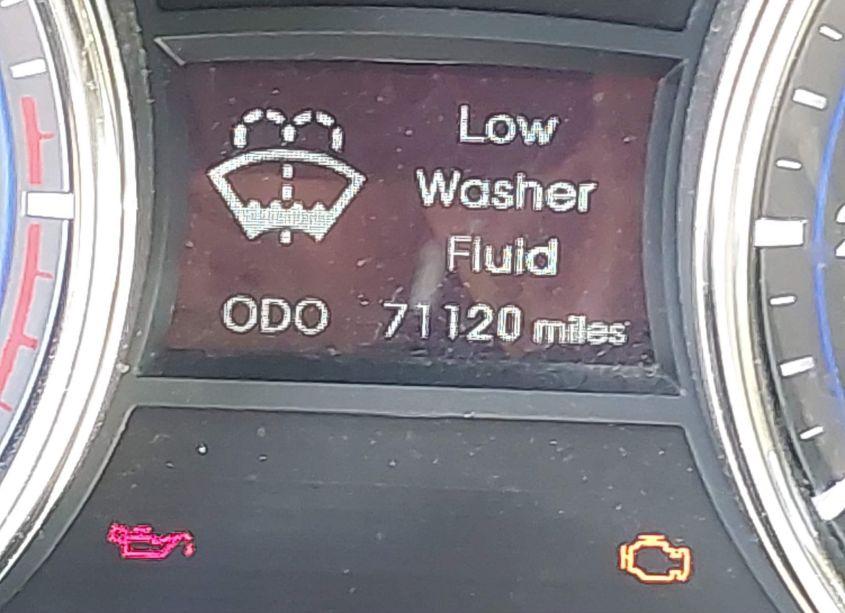 Low
Washer
Fluid
ODO 71120 miles